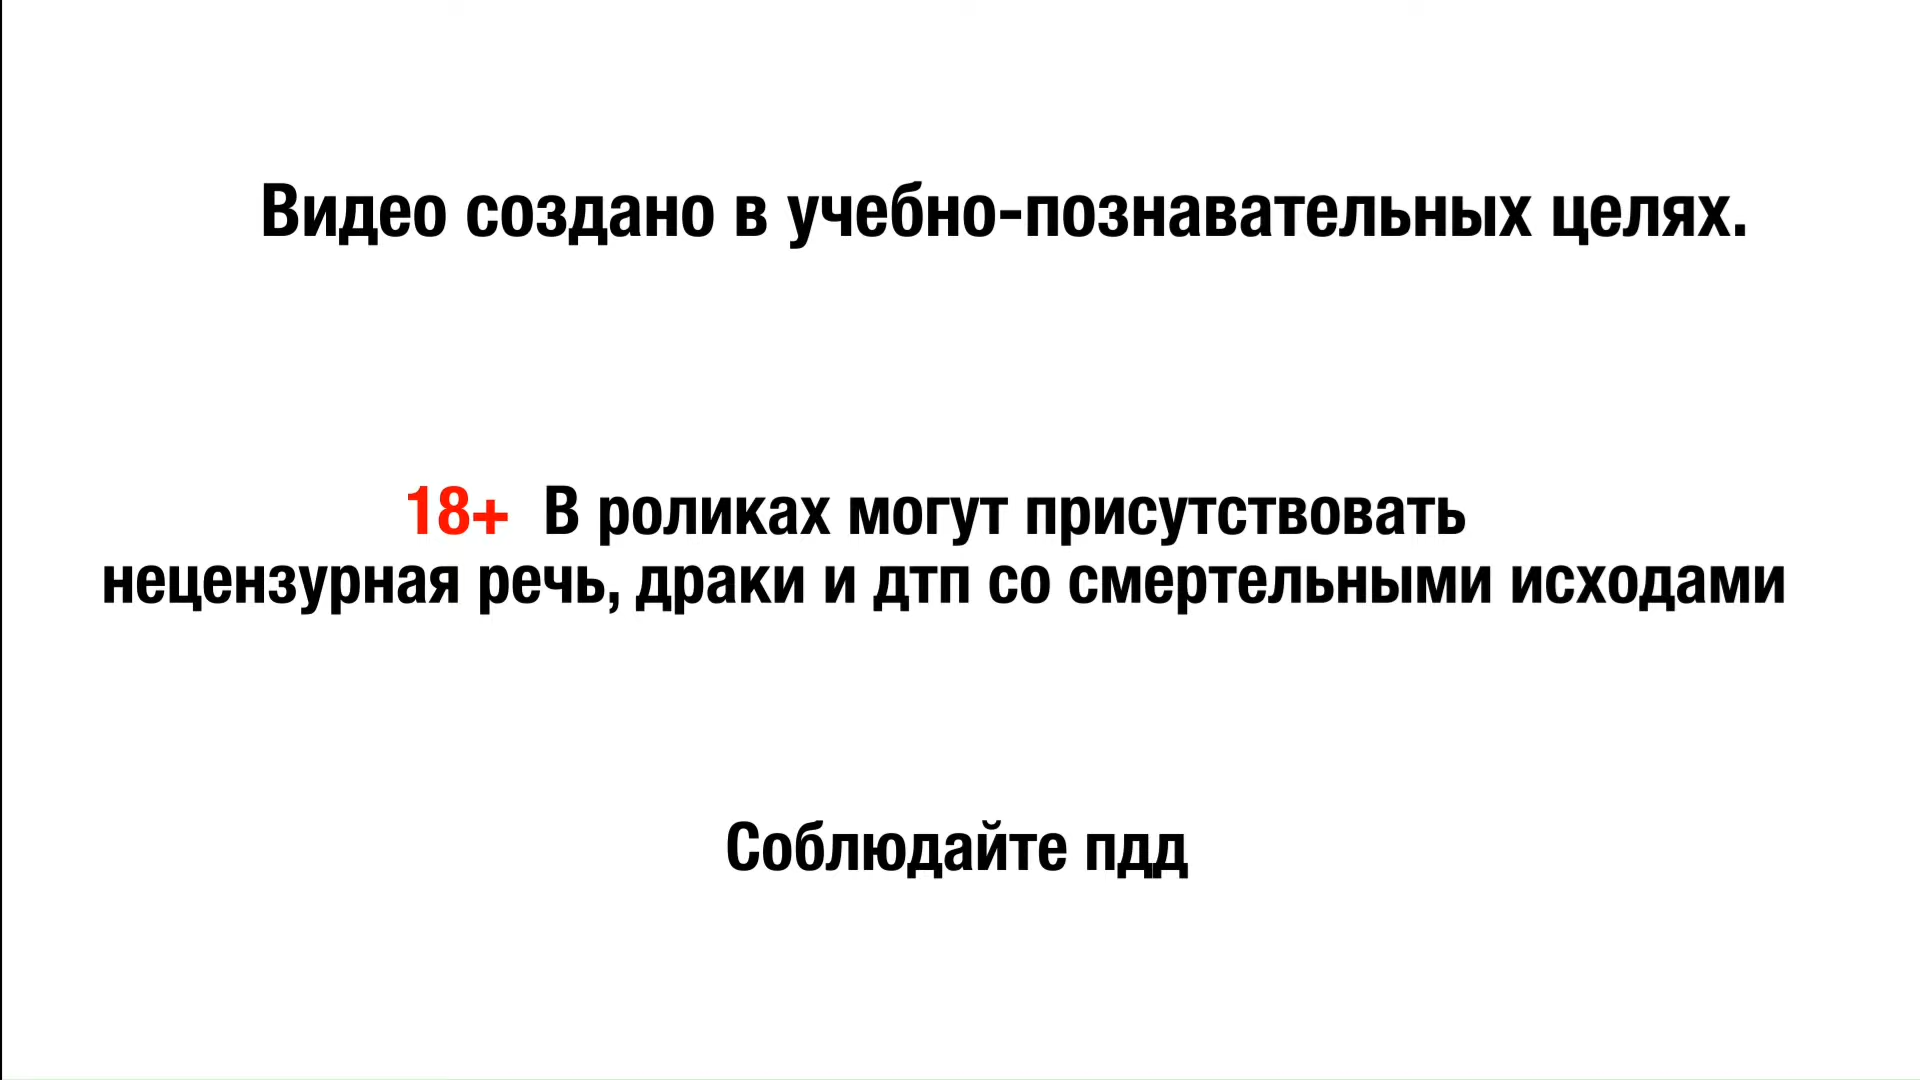 Видео создано в учебно-познавательных целях.
18+ В роликах могут присутствовать
нецензурная речь, драки и дтп со смертельными исходами
Соблюдайте пдд